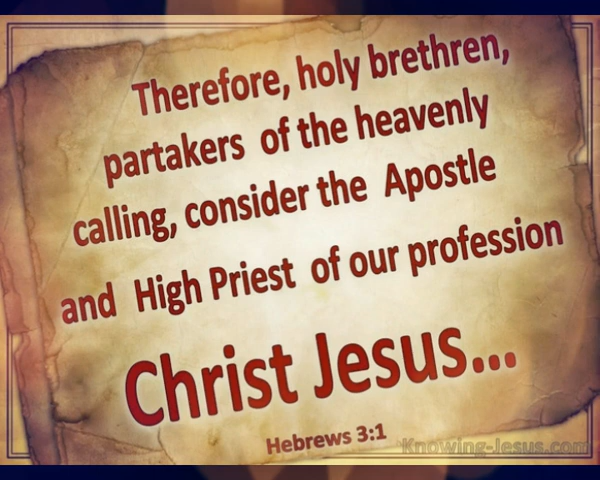 Therefore, holy brethren,
partakers of the heavenly
calling, consider the Apostle
and High Priest of our profession
Christ Jesus...
Hebrews 3:1
Knowing-Jesus.com